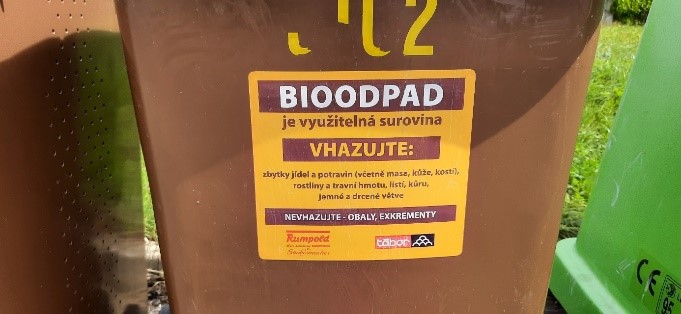 BIOODPAD
je využitelná surovina
VHAZUJTE:
zbytky jídel a potravin (včetně masa, kůže, kostí),
rostliny a travní hmotu, listí, kůru,
jemné a drcené větve
NEVHAZUJTE - OBALY, EXKREMENTY
Rumpold
tábor
CE